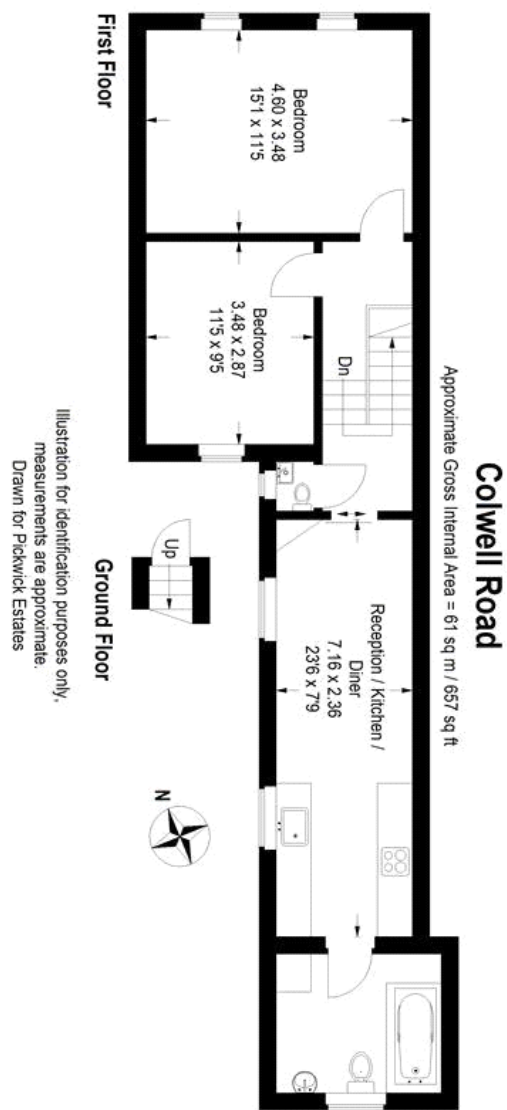 Colwell Road
Approximate Gross Internal Area = 61 sq m / 657 sq ft
Reception / Kitchen /
Diner
7.16 x 2.36
23'6 x 7'9
Dn
Bedroom
4.60 x 3.48
15'1 x 11'5
Bedroom
3.48 x 2.87
11'5 x 9'5
First Floor
Up
Ground Floor
N
Illustration for identification purposes only,
measurements are approximate.
Drawn for Pickwick Estates